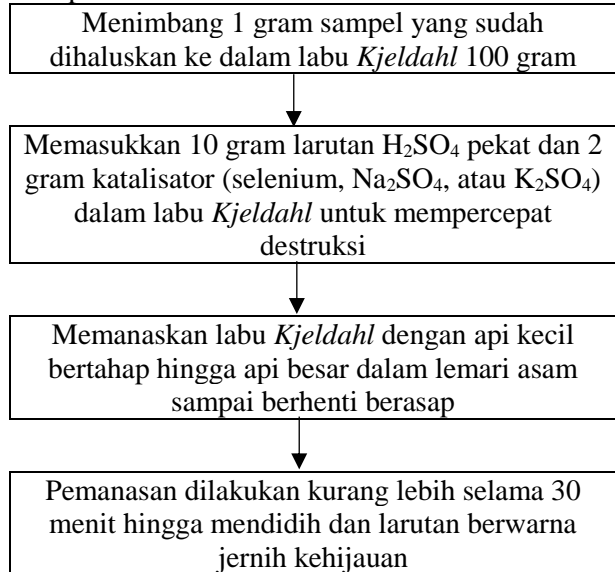 Menimbang 1 gram sampel yang sudah
dihaluskan ke dalam labu Kjeldahl 100 gram
Memasukkan 10 gram larutan H₂SO₄ pekat dan 2
gram katalisator (selenium, Na₂SO₄, atau K₂SO₄)
dalam labu Kjeldahl untuk mempercepat
destruksi
Memanaskan labu Kjeldahl dengan api kecil
bertahap hingga api besar dalam lemari asam
sampai berhenti berasap
Pemanasan dilakukan kurang lebih selama 30
menit hingga mendidih dan larutan berwarna
jernih kehijauan